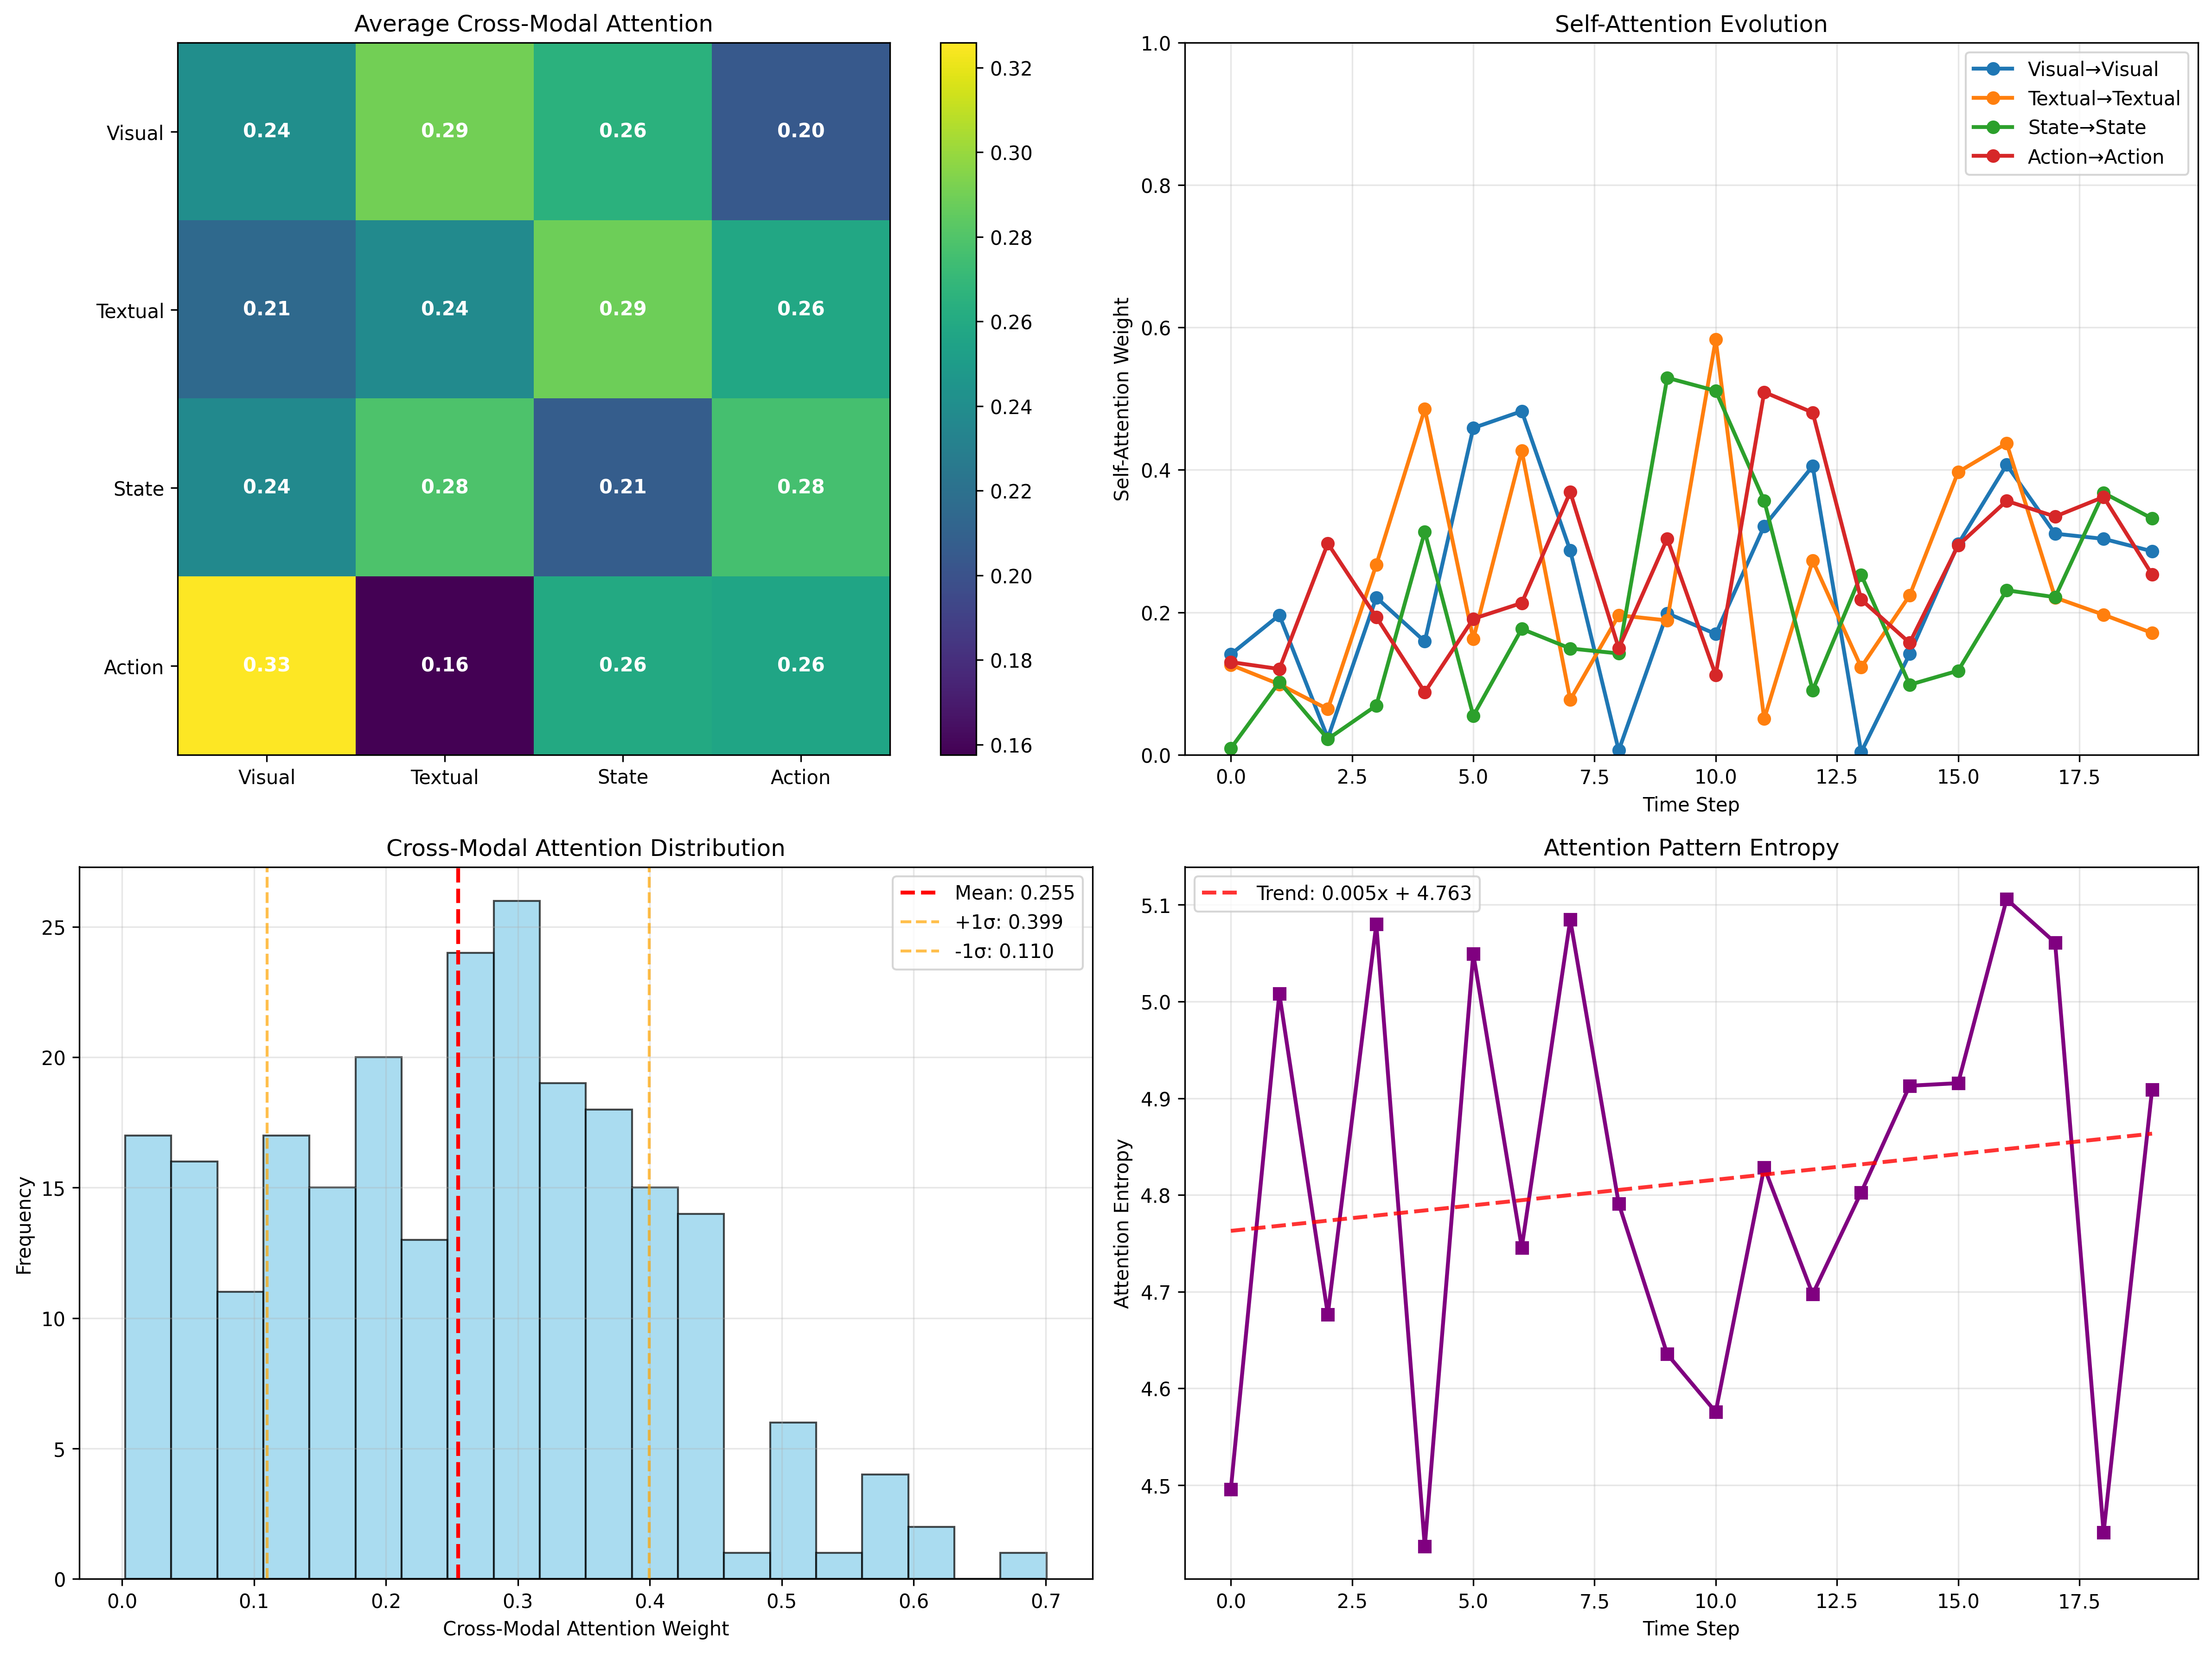 Average Cross-Modal Attention
Visual
Textual
State
Action
0.24 0.29 0.26 0.20
0.21 0.24 0.29 0.26
0.24 0.28 0.21 0.28
0.33 0.16 0.26 0.26
Visual Textual State Action
0.32
0.30
0.28
0.26
0.24
0.22
0.20
0.18
0.16
Self-Attention Evolution
Visual→Visual
Textual→Textual
State→State
Action→Action
Self-Attention Weight
1.0
0.8
0.6
0.4
0.2
0.0
0.0 2.5 5.0 7.5 10.0 12.5 15.0 17.5
Time Step
Cross-Modal Attention Distribution
Mean: 0.255
+1σ: 0.399
-1σ: 0.110
Frequency
25
20
15
10
5
0
0.0 0.1 0.2 0.3 0.4 0.5 0.6 0.7
Cross-Modal Attention Weight
Attention Pattern Entropy
Trend: 0.005x + 4.763
Attention Entropy
5.1
5.0
4.9
4.8
4.7
4.6
4.5
0.0 2.5 5.0 7.5 10.0 12.5 15.0 17.5
Time Step